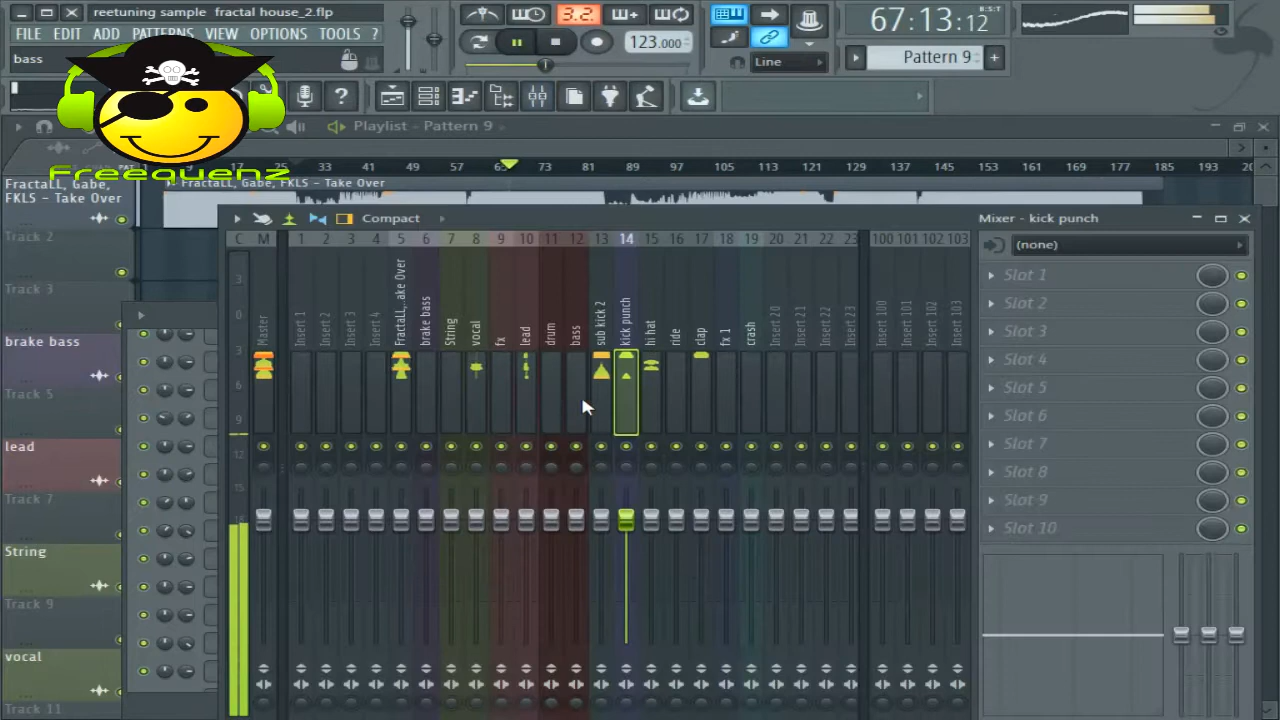 reetuning sample fractal house_2.flp
FILE EDIT ADD PATTERNS VIEW OPTIONS TOOLS ?
bass
3.2.
123.000
Line
67:13:12
B:S:T
Pattern 9
Freequenz
Playlist - Pattern 9
17 33 41 49 57 65 73 81 89 97 105 113 121 129 137 145 153 161 169 177 185 193
FractaLL, Gabe,
FKLS - Take Over
FractaLL, Gabe, FKLS - Take Over
Track 2
Track 3
brake bass
Track 5
lead
Track 7
String
Track 9
vocal
Track 11
Compact
Mixer - kick punch
C M 1 2 3 4 5 6 7 8 9 10 11 12 13 14 15 16 17 18 19 20 21 22 23 100 101 102 103
3
0
3
6
9
12
15
Master
Insert 1
Insert 2
Insert 3
Insert 4
FractaLL,..ake Over
brake bass
String
vocal
fx
lead
drum
bass
sub kick 2
kick punch
hi hat
ride
clap
fx 1
crash
Insert 20
Insert 21
Insert 22
Insert 23
Insert 100
Insert 101
Insert 102
Insert 103
(none)
Slot 1
Slot 2
Slot 3
Slot 4
Slot 5
Slot 6
Slot 7
Slot 8
Slot 9
Slot 10